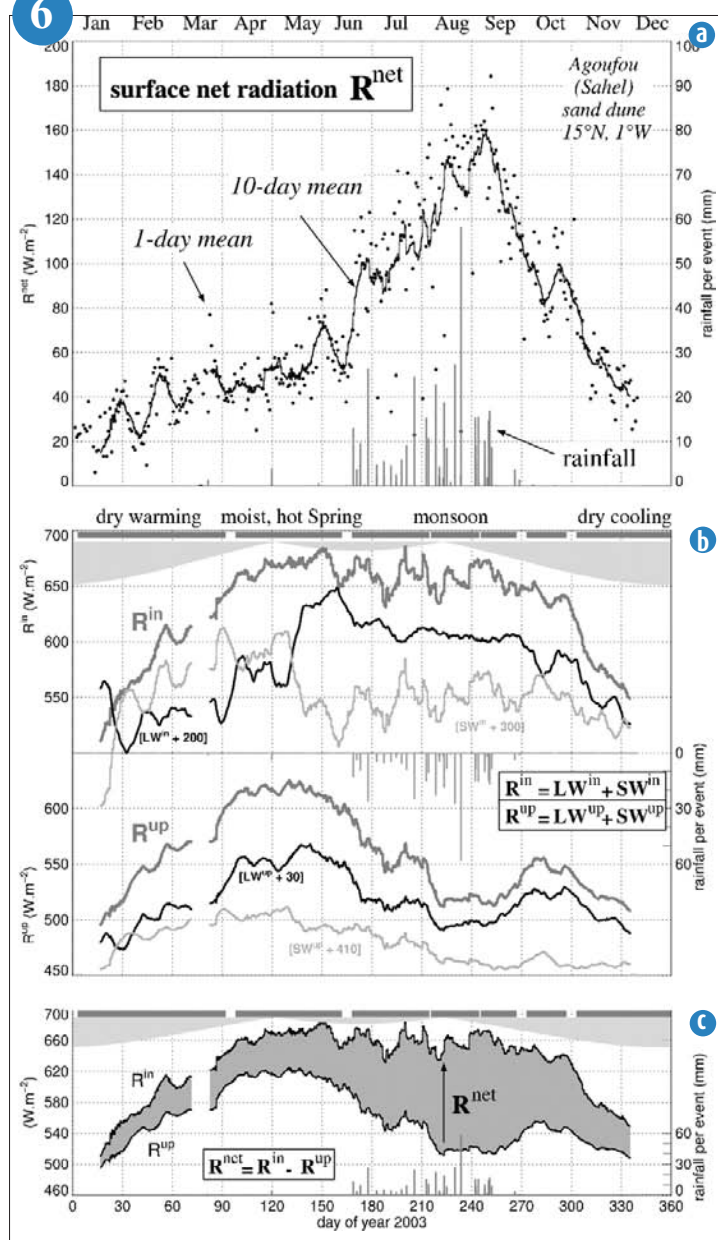 6
Jan Feb Mar Apr May Jun Jul Aug Sep Oct Nov Dec
a
200 180 160 140 120 100 80 60 40 20 0
R^net (W.m⁻²)
surface net radiation R^net
Agoufou
(Sahel)
sand dune
15°N, 1°W
10-day mean
1-day mean
rainfall
100 90 80 70 60 50 40 30 20 10 0
rainfall per event (mm)
dry warming moist, hot Spring monsoon dry cooling
b
700 650 600 550
R^in (W.m⁻²)
R^in
[LW^in + 200]
[SW^in + 300]
0 30 60
rainfall per event (mm)
R^in = LW^in + SW^in
R^up = LW^up + SW^up
600 550 500 450
R^up (W.m⁻²)
R^up
[LW^up + 30]
[SW^up + 410]
c
700 660 620 580 540 500 460
(W.m⁻²)
R^in
R^up
R^net
R^net = R^in - R^up
60 30 0
rainfall per event (mm)
0 30 60 90 120 150 180 210 240 270 300 330 360
day of year 2003